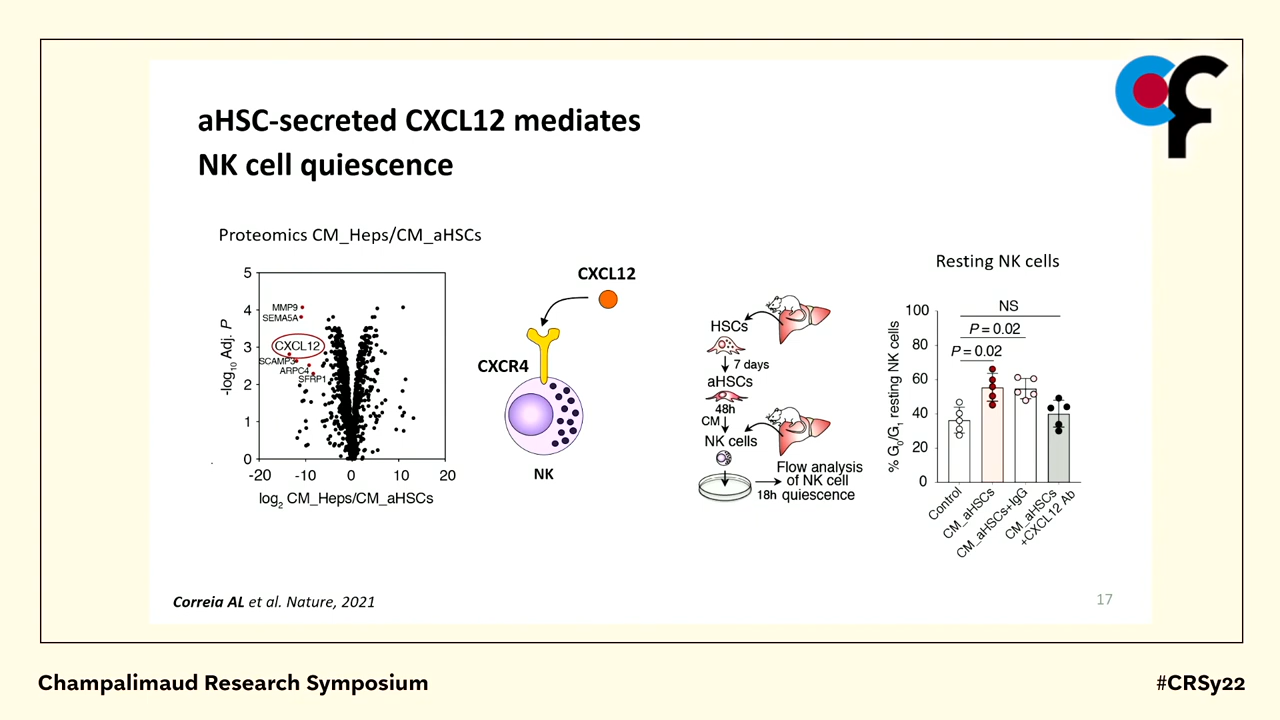 aHSC-secreted CXCL12 mediates
NK cell quiescence
Proteomics CM_Heps/CM_aHSCs
-log10 Adj. P
5
4
3
2
1
0
MMP9
SEMA5A
CXCL12
SCAMP3
ARPC4
SFRP1
-20
-10
0
10
20
log2 CM_Heps/CM_aHSCs
CXCL12
CXCR4
NK
HSCs
7 days
aHSCs
48h
CM
NK cells
18h
Flow analysis
of NK cell
quiescence
Resting NK cells
% G0/G1 resting NK cells
100
80
60
40
20
0
NS
P = 0.02
P = 0.02
Control
CM_aHSCs
CM_aHSCs+IgG
CM_aHSCs
+CXCL12 Ab
Correia AL et al. Nature, 2021
17
CF
Champalimaud Research Symposium
#CRSy22